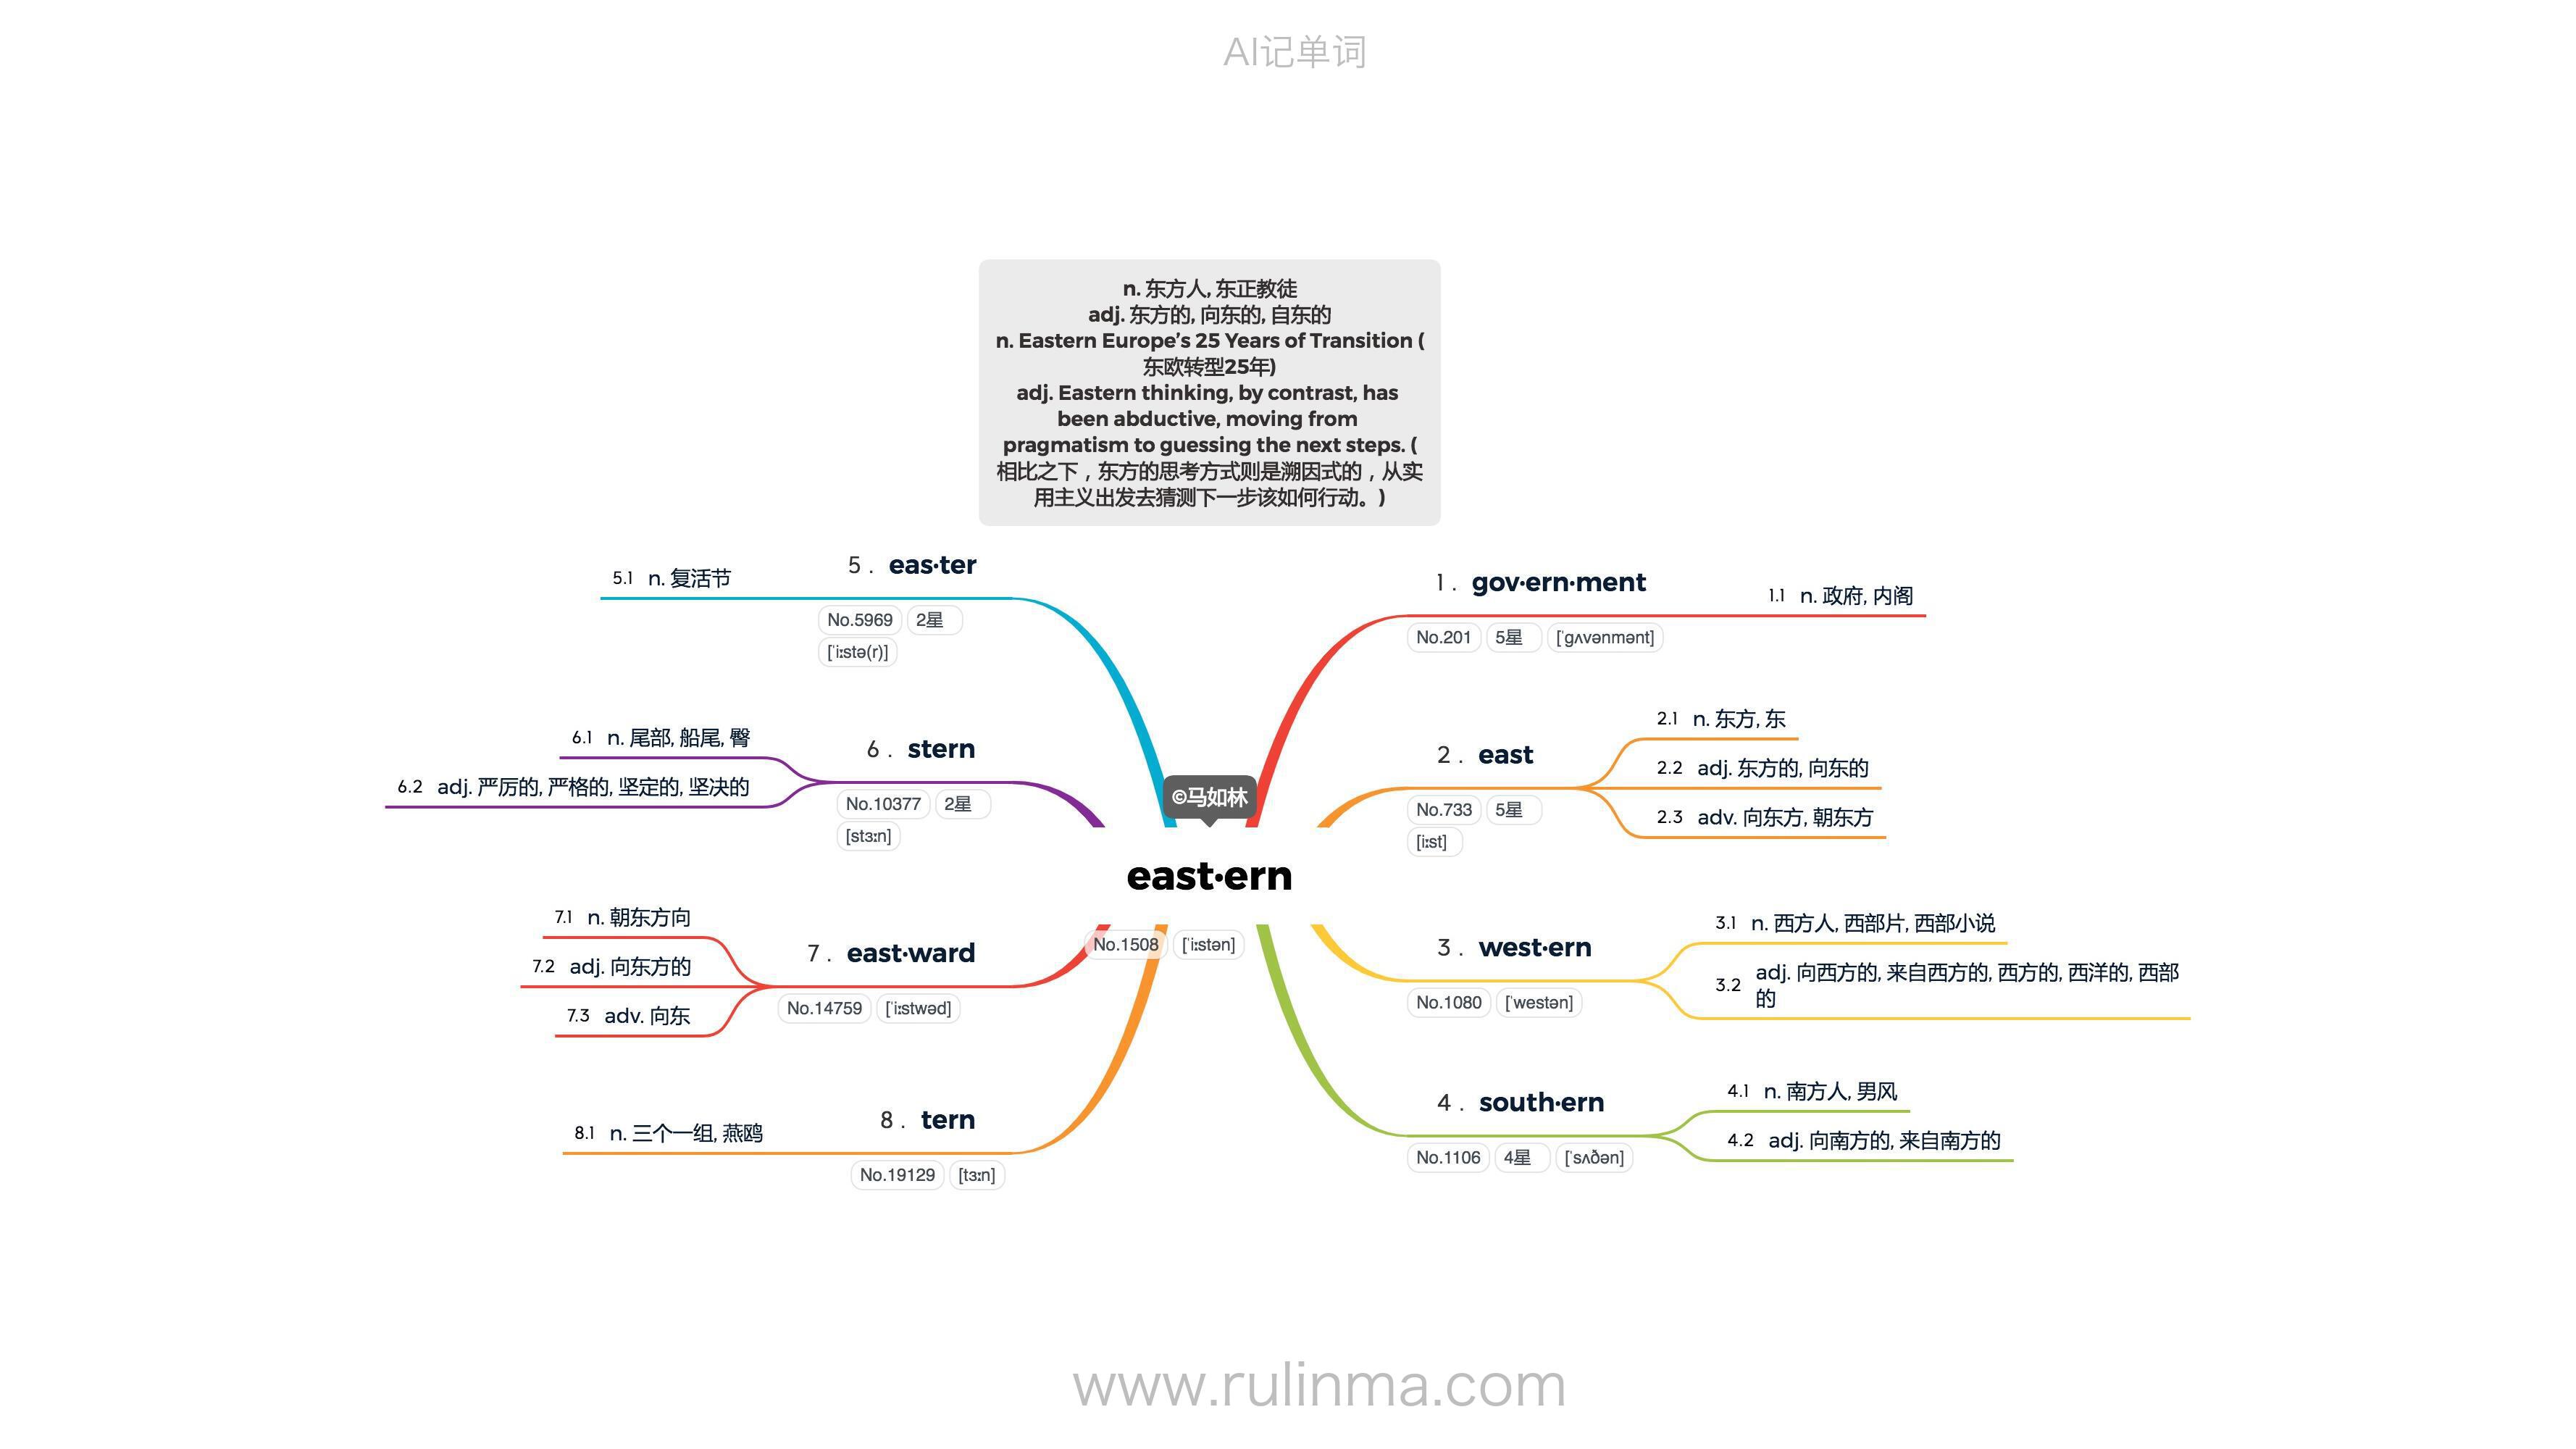 AI记单词
n. 东方人, 东正教徒
adj. 东方的, 向东的, 自东的
n. Eastern Europe’s 25 Years of Transition (
东欧转型25年)
adj. Eastern thinking, by contrast, has
been abductive, moving from
pragmatism to guessing the next steps. (
相比之下，东方的思考方式则是溯因式的，从实
用主义出发去猜测下一步该如何行动。)
©马如林
east·ern
No.1508 [ˈiːstən]
1 . gov·ern·ment
No.201 5星 [ˈɡʌvənmənt]
1.1 n. 政府, 内阁
2 . east
No.733 5星
[iːst]
2.1 n. 东方, 东
2.2 adj. 东方的, 向东的
2.3 adv. 向东方, 朝东方
3 . west·ern
No.1080 [ˈwestən]
3.1 n. 西方人, 西部片, 西部小说
3.2 adj. 向西方的, 来自西方的, 西方的, 西洋的, 西部
的
4 . south·ern
No.1106 4星 [ˈsʌðən]
4.1 n. 南方人, 男风
4.2 adj. 向南方的, 来自南方的
5 . eas·ter
No.5969 2星
[ˈiːstə(r)]
5.1 n. 复活节
6 . stern
No.10377 2星
[stɜːn]
6.1 n. 尾部, 船尾, 臀
6.2 adj. 严厉的, 严格的, 坚定的, 坚决的
7 . east·ward
No.14759 [ˈiːstwəd]
7.1 n. 朝东方向
7.2 adj. 向东方的
7.3 adv. 向东
8 . tern
No.19129 [tɜːn]
8.1 n. 三个一组, 燕鸥
www.rulinma.com